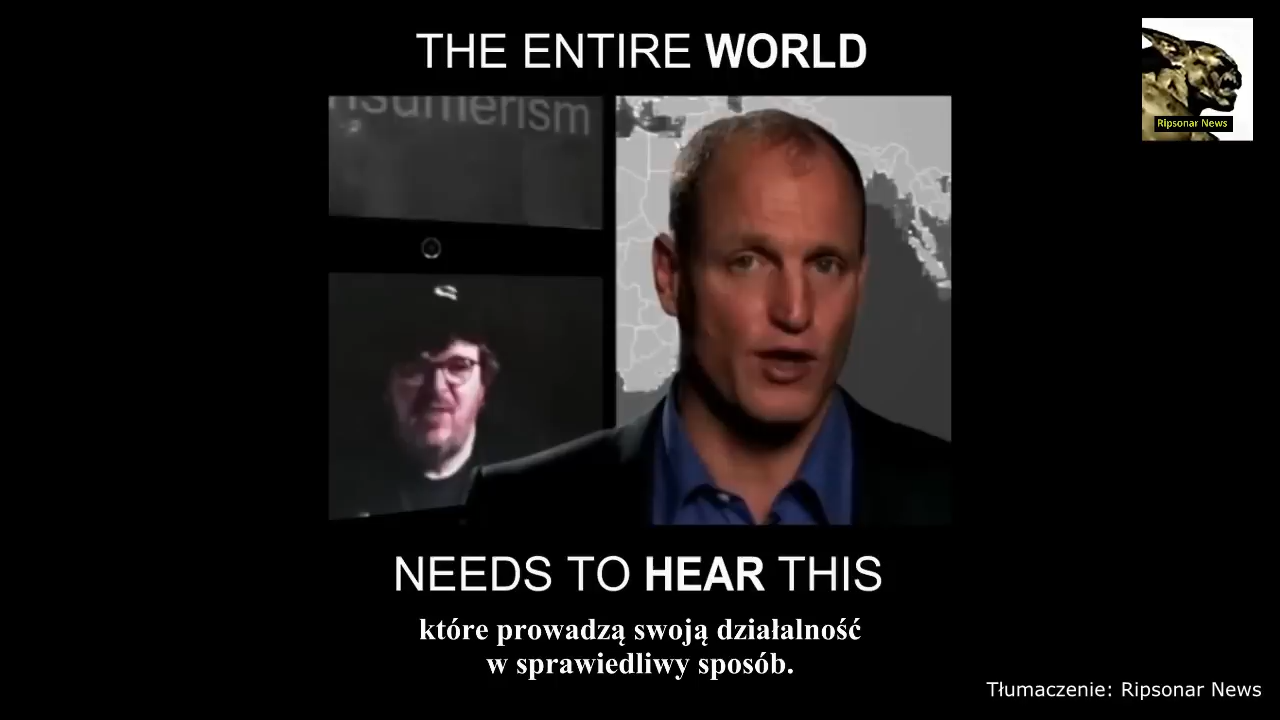 THE ENTIRE WORLD
Ripsonar News
nsumerism
NEEDS TO HEAR THIS
które prowadzą swoją działalność
w sprawiedliwy sposób.
Tłumaczenie: Ripsonar News